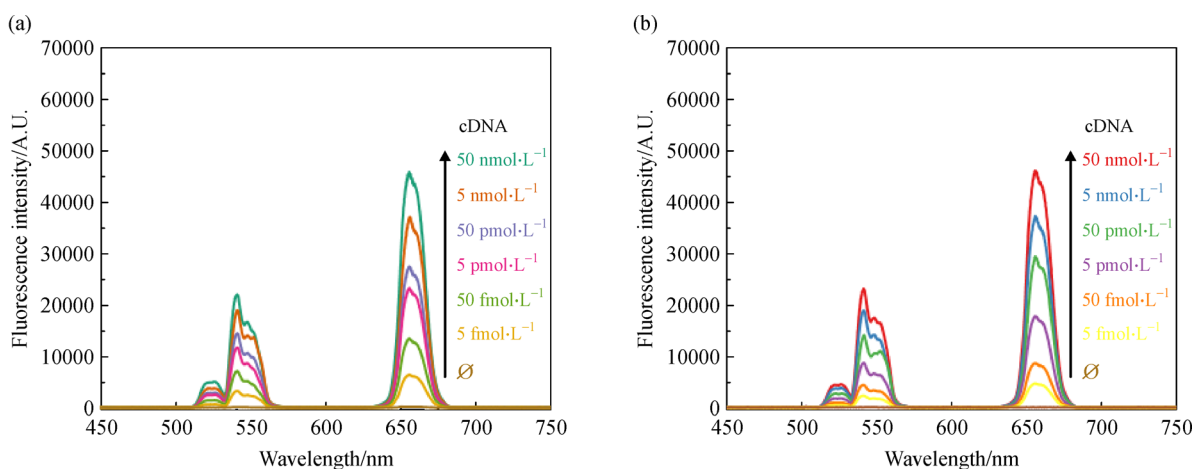 (a)
70000
60000
50000
40000
30000
20000
10000
0
Fluorescence intensity/A.U.
cDNA
50 nmol·L⁻¹
5 nmol·L⁻¹
50 pmol·L⁻¹
5 pmol·L⁻¹
50 fmol·L⁻¹
5 fmol·L⁻¹
Ø
450 500 550 600 650 700 750
Wavelength/nm
(b)
70000
60000
50000
40000
30000
20000
10000
0
Fluorescence intensity/A.U.
cDNA
50 nmol·L⁻¹
5 nmol·L⁻¹
50 pmol·L⁻¹
5 pmol·L⁻¹
50 fmol·L⁻¹
5 fmol·L⁻¹
Ø
450 500 550 600 650 700 750
Wavelength/nm